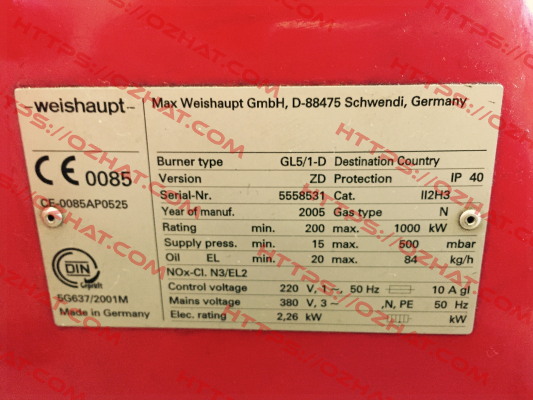 -weishaupt-
Max Weishaupt GmbH, D-88475 Schwendi, Germany
CE 0085
CE-0085AP0525
DIN
geprüft
5G637/2001M
Made in Germany
Burner type GL5/1-D Destination Country
Version ZD Protection IP 40
Serial-Nr. 5558531 Cat. II2H3
Year of manuf. 2005 Gas type N
Rating min. 200 max. 1000 kW
Supply press. min. 15 max. 500 mbar
Oil EL min. 20 max. 84 kg/h
NOx-Cl. N3/EL2
Control voltage 220 V, 1~, 50 Hz 10 A gl
Mains voltage 380 V, 3 ~, N, PE 50 Hz
Elec. rating 2,26 kW kW
HTTPS://OZHAT.COM